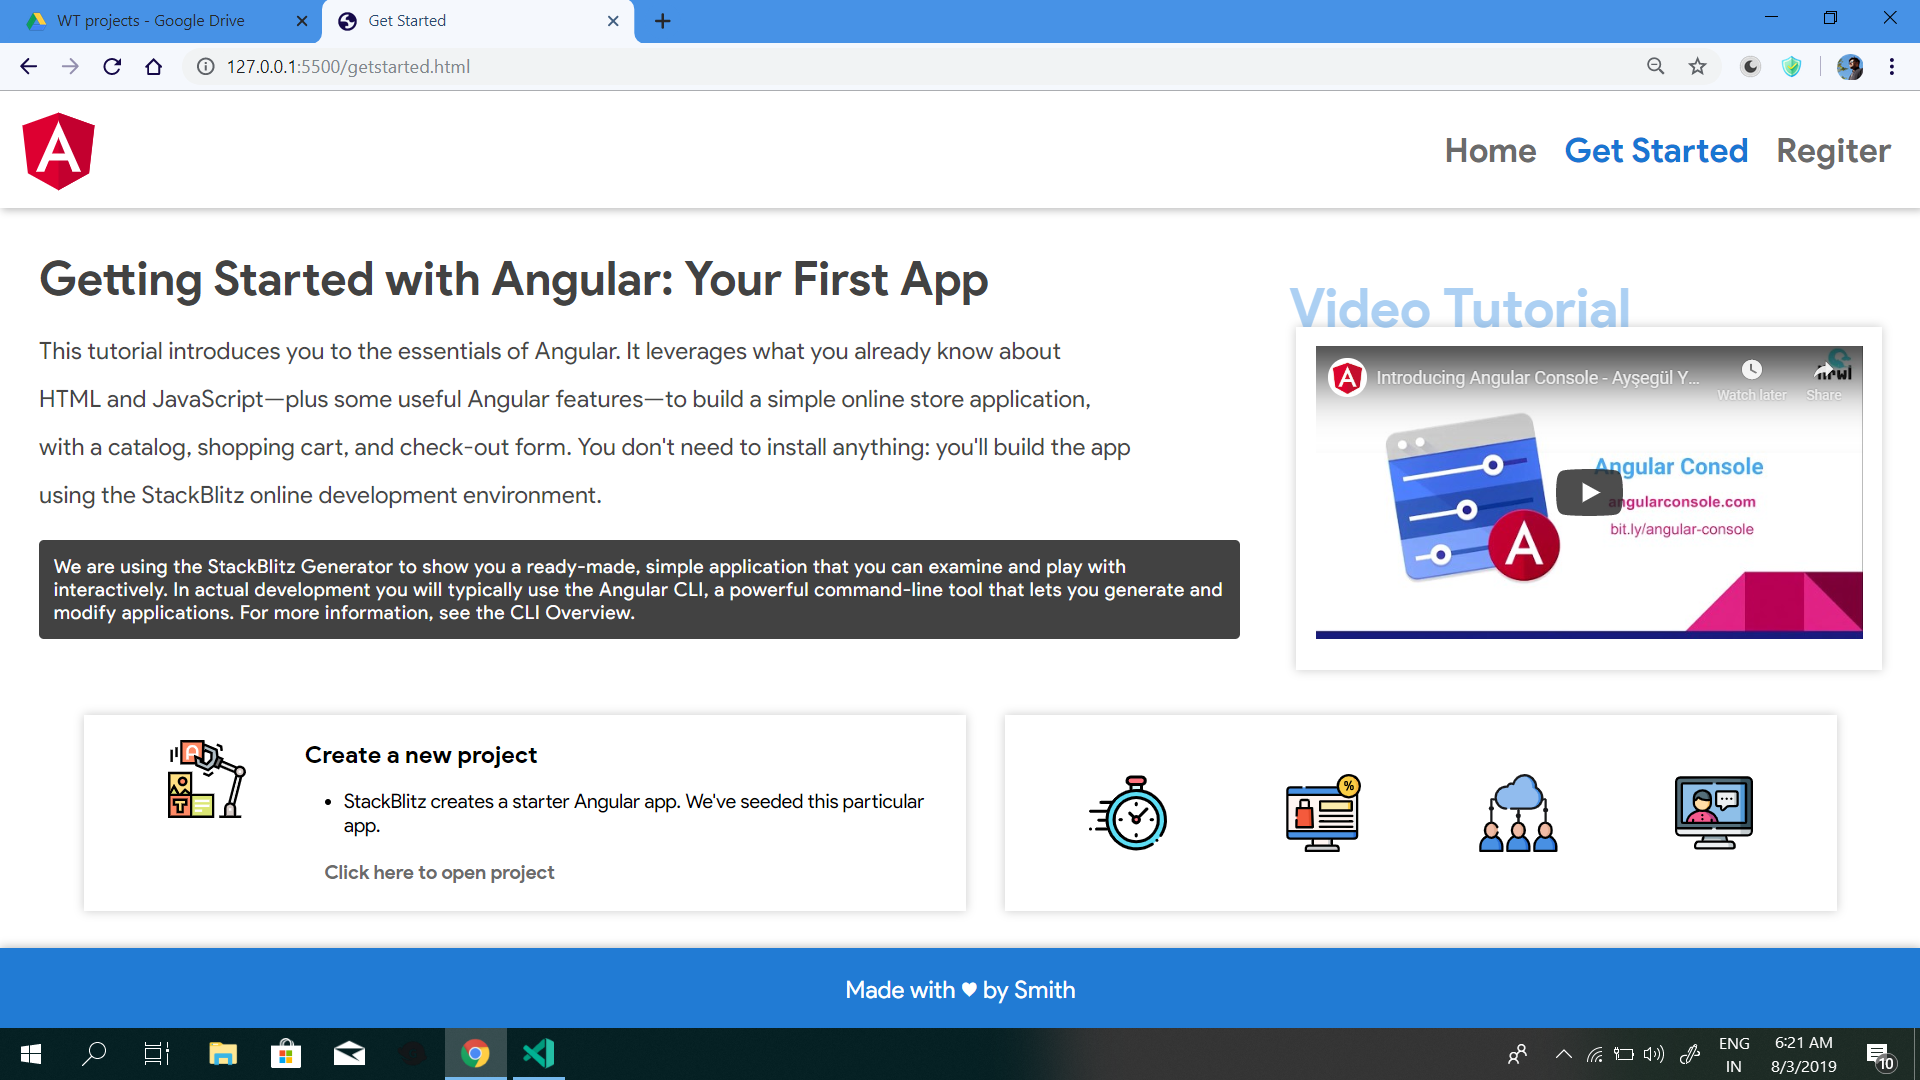 WT projects - Google Drive
Get Started
127.0.0.1:5500/getstarted.html
Home Get Started Regiter
Getting Started with Angular: Your First App
This tutorial introduces you to the essentials of Angular. It leverages what you already know about
HTML and JavaScript—plus some useful Angular features—to build a simple online store application,
with a catalog, shopping cart, and check-out form. You don't need to install anything: you'll build the app
using the StackBlitz online development environment.
We are using the StackBlitz Generator to show you a ready-made, simple application that you can examine and play with
interactively. In actual development you will typically use the Angular CLI, a powerful command-line tool that lets you generate and
modify applications. For more information, see the CLI Overview.
Video Tutorial
Introducing Angular Console - Ayşegül Y...
Watch later
Share
Angular Console
angularconsole.com
bit.ly/angular-console
Create a new project
• StackBlitz creates a starter Angular app. We've seeded this particular
app.
Click here to open project
%
Made with ♥ by Smith
ENG
IN
6:21 AM
8/3/2019
10